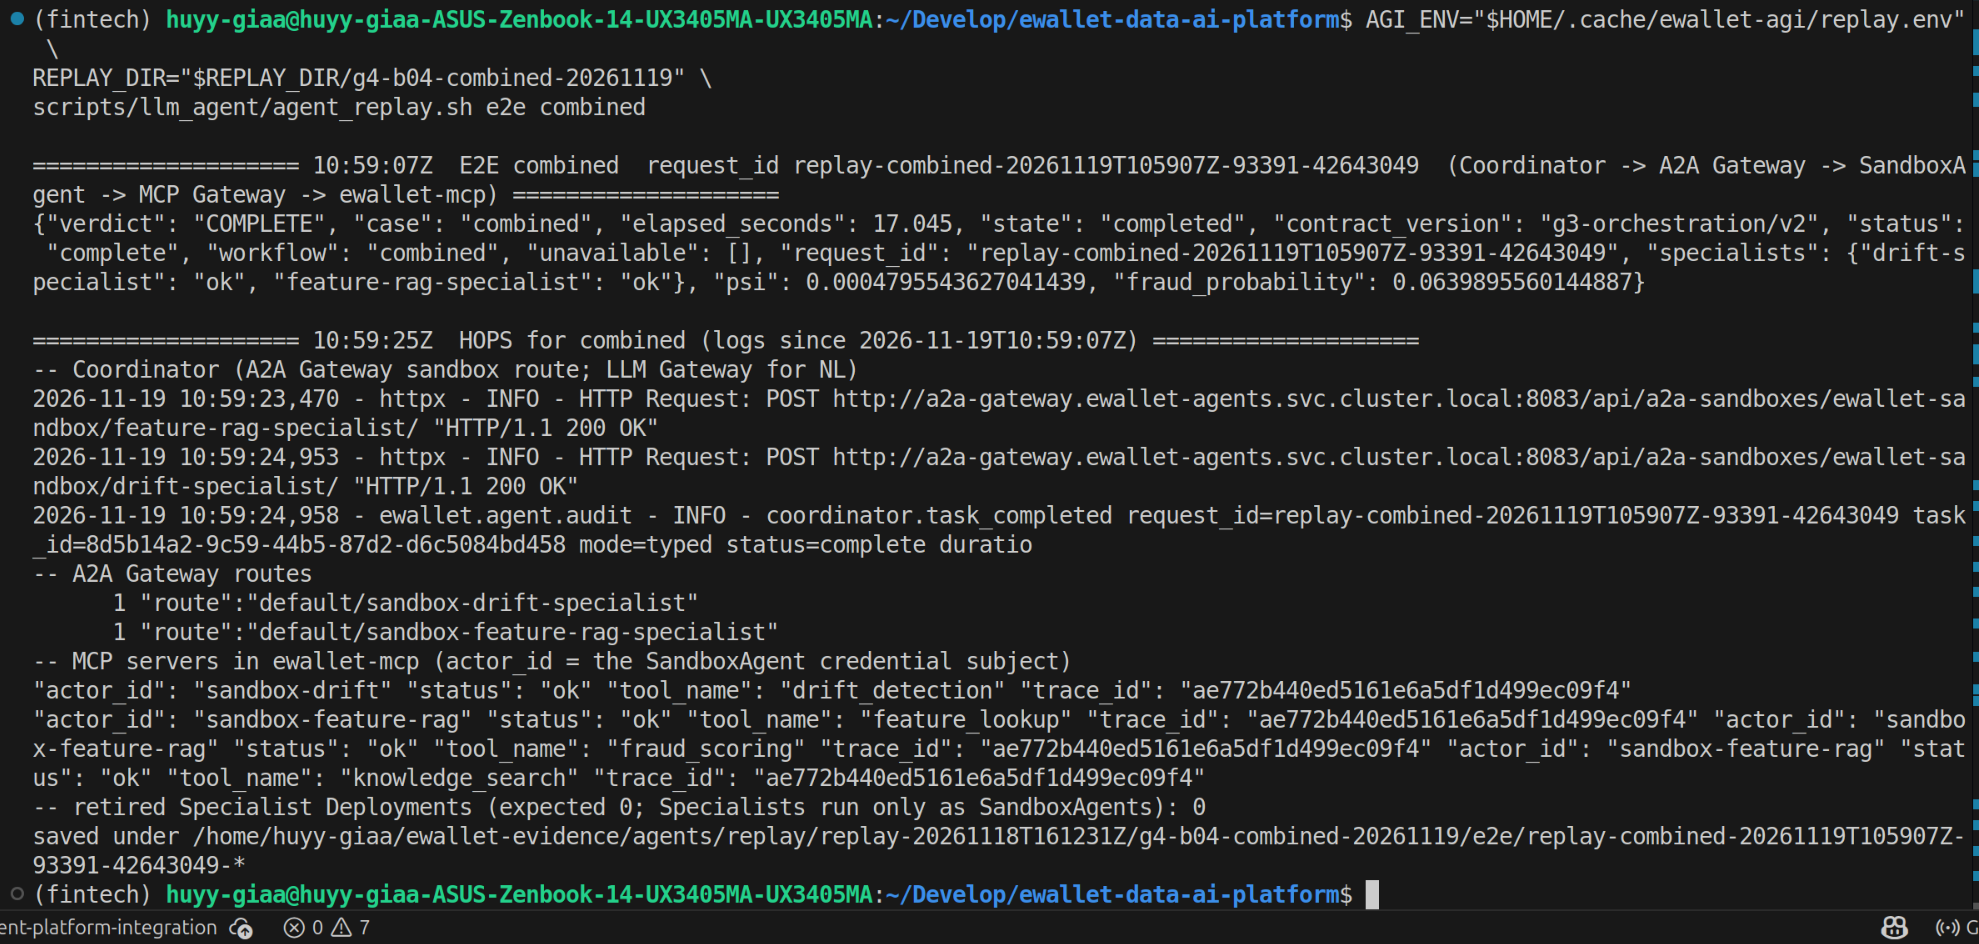 (fintech) huyy-giaa@huyy-giaa-ASUS-Zenbook-14-UX3405MA-UX3405MA:~/Develop/ewallet-data-ai-platform$ AGI_ENV="$HOME/.cache/ewallet-agi/replay.env"
 \
REPLAY_DIR="$REPLAY_DIR/g4-b04-combined-20261119" \
scripts/llm_agent/agent_replay.sh e2e combined

==================== 10:59:07Z  E2E combined  request_id replay-combined-20261119T105907Z-93391-42643049  (Coordinator -> A2A Gateway -> SandboxA
gent -> MCP Gateway -> ewallet-mcp) ====================
{"verdict": "COMPLETE", "case": "combined", "elapsed_seconds": 17.045, "state": "completed", "contract_version": "g3-orchestration/v2", "status":
 "complete", "workflow": "combined", "unavailable": [], "request_id": "replay-combined-20261119T105907Z-93391-42643049", "specialists": {"drift-s
pecialist": "ok", "feature-rag-specialist": "ok"}, "psi": 0.0004795543627041439, "fraud_probability": 0.0639895560144887}

==================== 10:59:25Z  HOPS for combined (logs since 2026-11-19T10:59:07Z) ====================
-- Coordinator (A2A Gateway sandbox route; LLM Gateway for NL)
2026-11-19 10:59:23,470 - httpx - INFO - HTTP Request: POST http://a2a-gateway.ewallet-agents.svc.cluster.local:8083/api/a2a-sandboxes/ewallet-sa
ndbox/feature-rag-specialist/ "HTTP/1.1 200 OK"
2026-11-19 10:59:24,953 - httpx - INFO - HTTP Request: POST http://a2a-gateway.ewallet-agents.svc.cluster.local:8083/api/a2a-sandboxes/ewallet-sa
ndbox/drift-specialist/ "HTTP/1.1 200 OK"
2026-11-19 10:59:24,958 - ewallet.agent.audit - INFO - coordinator.task_completed request_id=replay-combined-20261119T105907Z-93391-42643049 task
_id=8d5b14a2-9c59-44b5-87d2-d6c5084bd458 mode=typed status=complete duratio
-- A2A Gateway routes
      1 "route":"default/sandbox-drift-specialist"
      1 "route":"default/sandbox-feature-rag-specialist"
-- MCP servers in ewallet-mcp (actor_id = the SandboxAgent credential subject)
"actor_id": "sandbox-drift" "status": "ok" "tool_name": "drift_detection" "trace_id": "ae772b440ed5161e6a5df1d499ec09f4"
"actor_id": "sandbox-feature-rag" "status": "ok" "tool_name": "feature_lookup" "trace_id": "ae772b440ed5161e6a5df1d499ec09f4" "actor_id": "sandbo
x-feature-rag" "status": "ok" "tool_name": "fraud_scoring" "trace_id": "ae772b440ed5161e6a5df1d499ec09f4" "actor_id": "sandbox-feature-rag" "stat
us": "ok" "tool_name": "knowledge_search" "trace_id": "ae772b440ed5161e6a5df1d499ec09f4"
-- retired Specialist Deployments (expected 0; Specialists run only as SandboxAgents): 0
saved under /home/huyy-giaa/ewallet-evidence/agents/replay/replay-20261118T161231Z/g4-b04-combined-20261119/e2e/replay-combined-20261119T105907Z-
93391-42643049-*
(fintech) huyy-giaa@huyy-giaa-ASUS-Zenbook-14-UX3405MA-UX3405MA:~/Develop/ewallet-data-ai-platform$
ent-platform-integration 0 7 G